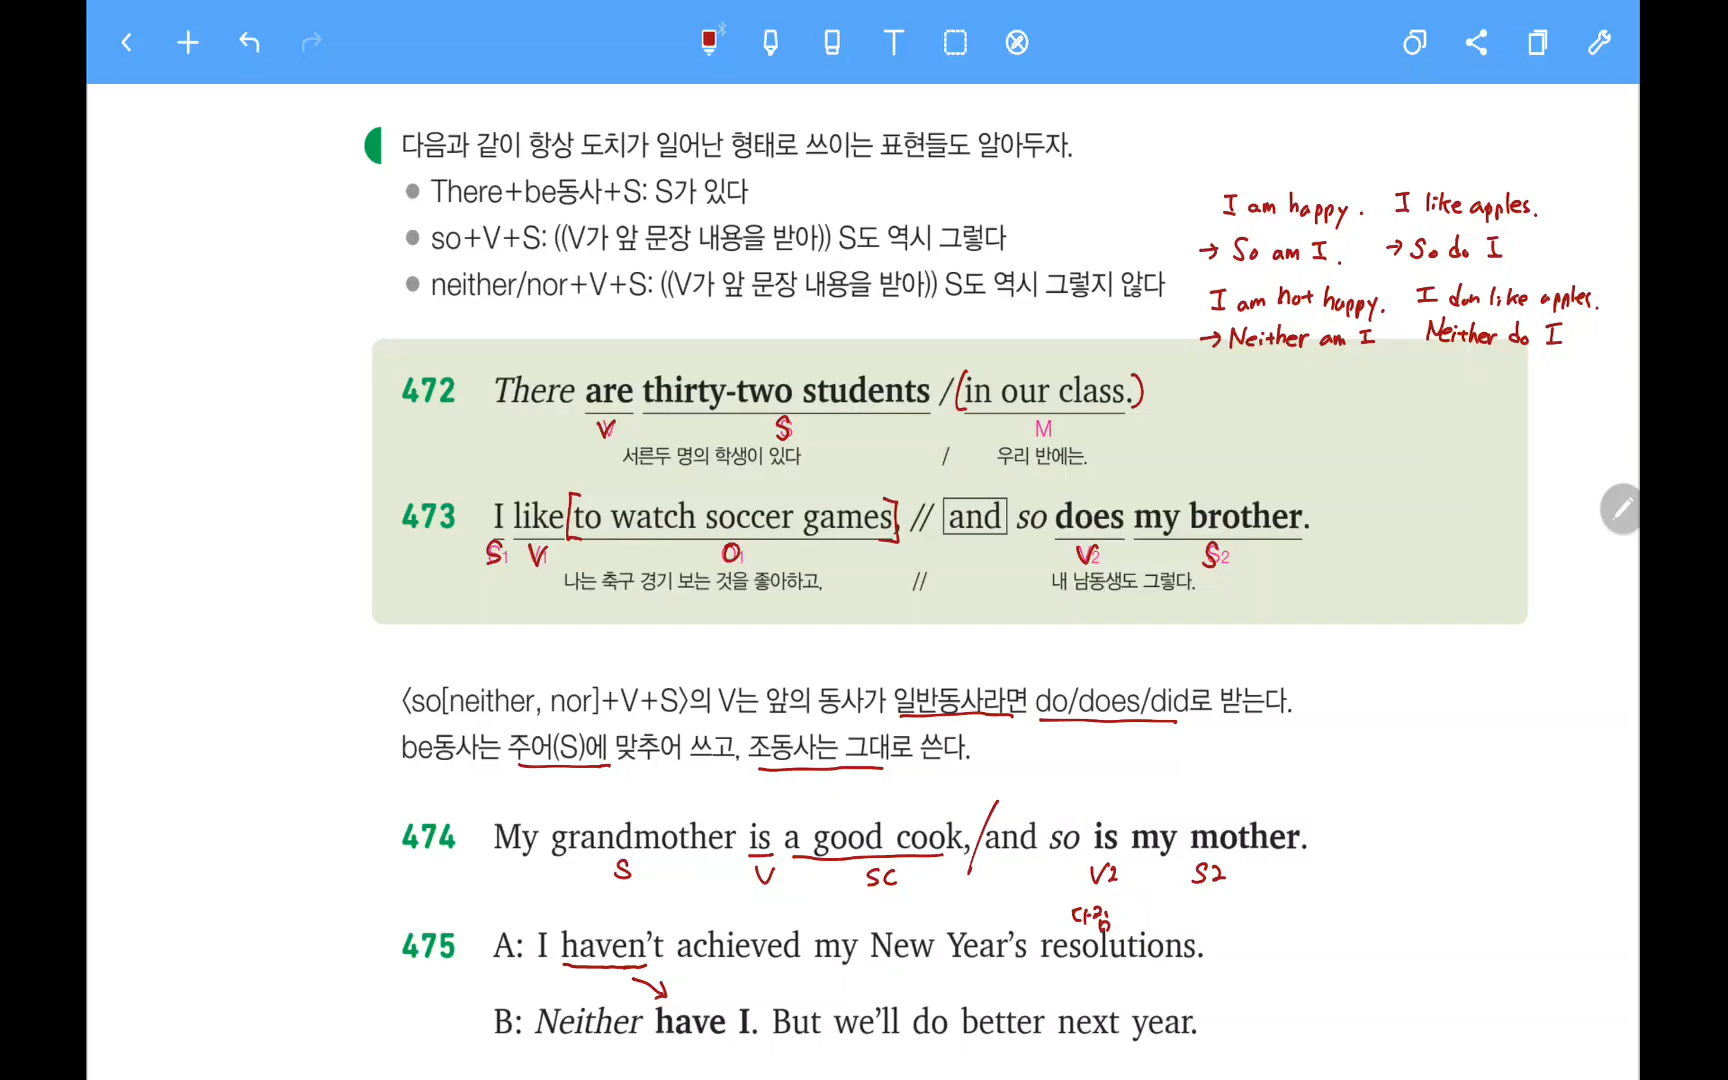 다음과 같이 항상 도치가 일어난 형태로 쓰이는 표현들도 알아두자.
● There+be동사+S: S가 있다
● so+V+S: ((V가 앞 문장 내용을 받아)) S도 역시 그렇다
● neither/nor+V+S: ((V가 앞 문장 내용을 받아)) S도 역시 그렇지 않다
I am happy. I like apples.
→ So am I. → So do I
I am not happy. I don like apples.
→ Neither am I Neither do I
472 There are thirty-two students / (in our class.)
V S M
서른두 명의 학생이 있다 / 우리 반에는.
473 I like [to watch soccer games,] // and so does my brother.
S1 V1 O1 V2 S2
나는 축구 경기 보는 것을 좋아하고, // 내 남동생도 그렇다.
〈so[neither, nor]+V+S〉의 V는 앞의 동사가 일반동사라면 do/does/did로 받는다.
be동사는 주어(S)에 맞추어 쓰고, 조동사는 그대로 쓴다.
474 My grandmother is a good cook, / and so is my mother.
S V SC V2 S2
다짐
475 A: I haven't achieved my New Year's resolutions.
B: Neither have I. But we'll do better next year.